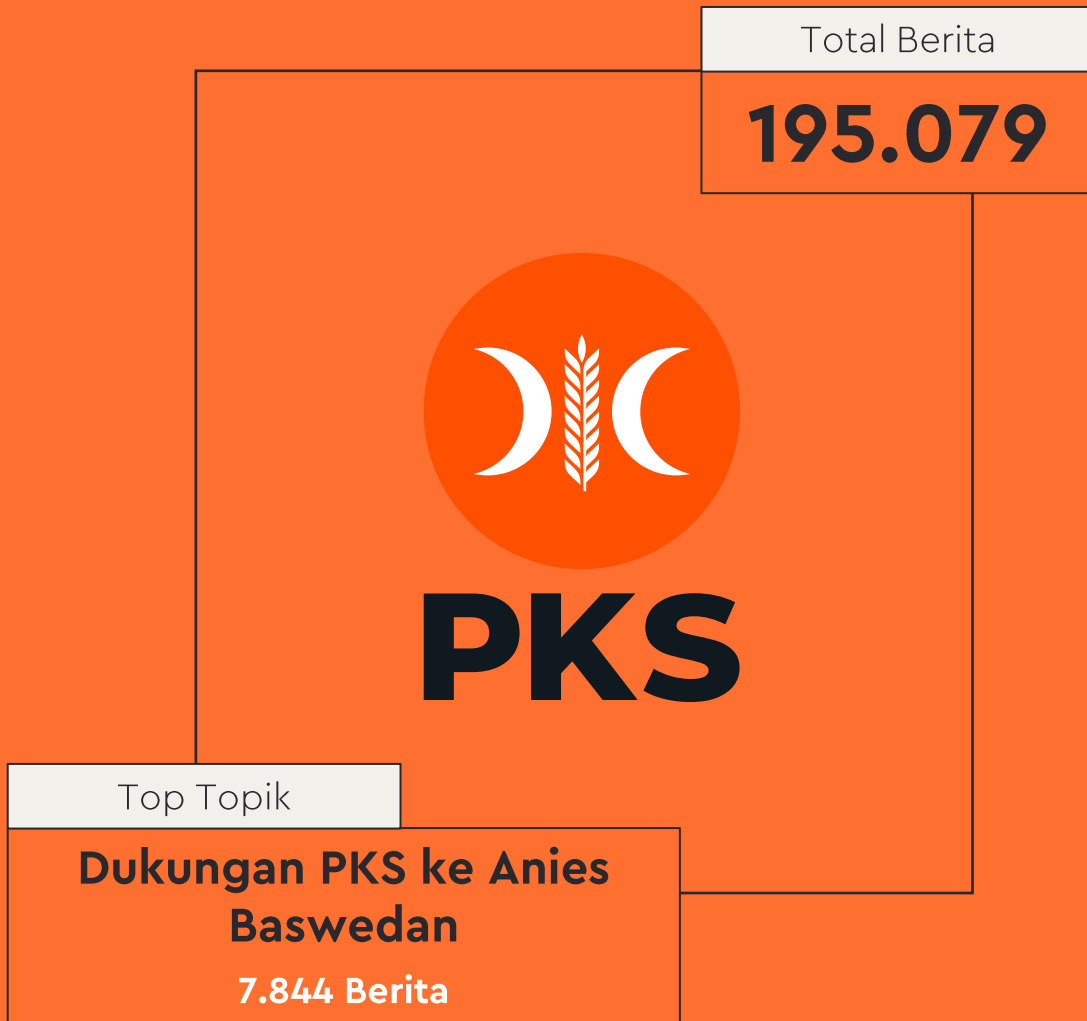 Total Berita
195.079
PKS
Top Topik
Dukungan PKS ke Anies
Baswedan
7.844 Berita